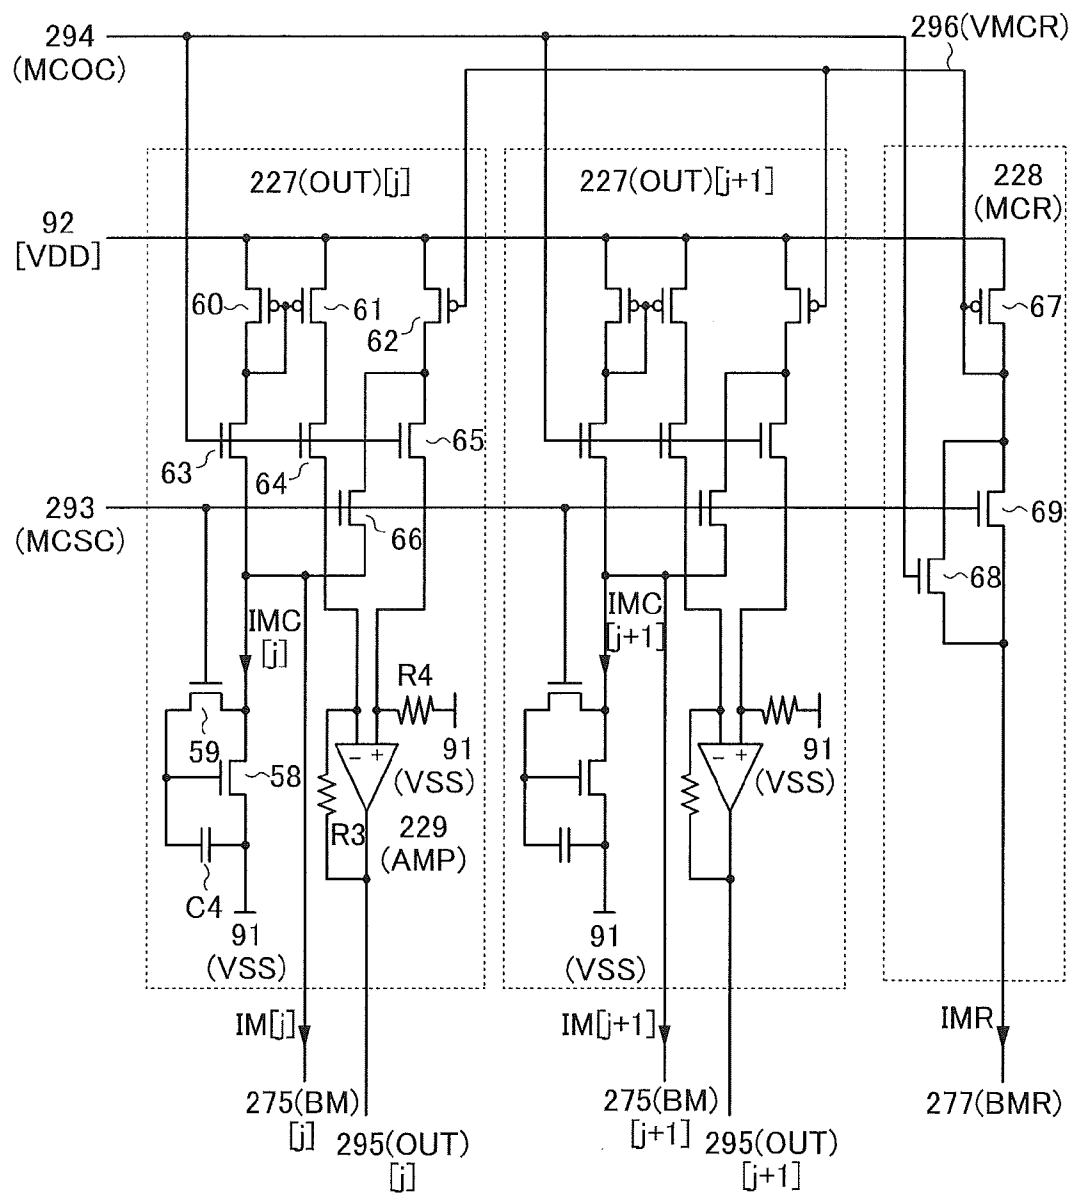 294
(MCOC)
296(VMCR)
227(OUT)[j]
227(OUT)[j+1]
228
(MCR)
92
[VDD]
60
61
62
67
63
64
65
293
(MCSC)
66
69
68
IMC
[j]
IMC
[j+1]
R4
59
58
91
(VSS)
91
(VSS)
- +
- +
R3
229
(AMP)
C4
91
(VSS)
91
(VSS)
IM[j]
IM[j+1]
IMR
275(BM)
[j]
295(OUT)
[j]
275(BM)
[j+1]
295(OUT)
[j+1]
277(BMR)